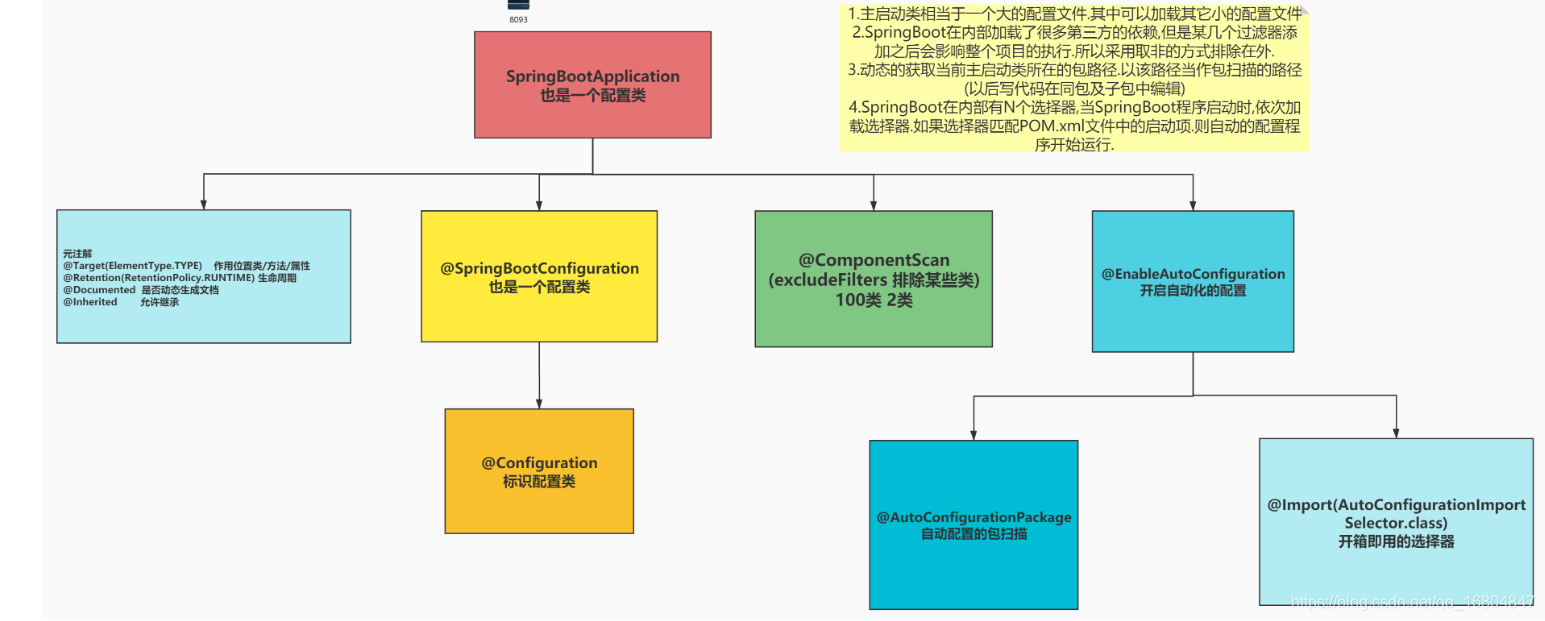 8093
SpringBootApplication
也是一个配置类
1.主启动类相当于一个大的配置文件.其中可以加载其它小的配置文件
2.SpringBoot在内部加载了很多第三方的依赖,但是某几个过滤器添
加之后会影响整个项目的执行.所以采用取非的方式排除在外.
3.动态的获取当前主启动类所在的包路径.以该路径当作包扫描的路径
(以后写代码在同包及子包中编辑)
4.SpringBoot在内部有N个选择器,当SpringBoot程序启动时,依次加
载选择器.如果选择器匹配POM.xml文件中的启动项.则自动的配置程
序开始运行.
元注解
@Target(ElementType.TYPE) 作用位置类/方法/属性
@Retention(RetentionPolicy.RUNTIME) 生命周期
@Documented 是否动态生成文档
@Inherited 允许继承
@SpringBootConfiguration
也是一个配置类
@ComponentScan
(excludeFilters 排除某些类)
100类 2类
@EnableAutoConfiguration
开启自动化的配置
@Configuration
标识配置类
@AutoConfigurationPackage
自动配置的包扫描
@Import(AutoConfigurationImport
Selector.class)
开箱即用的选择器
https://blog.csdn.net/qq_16804847